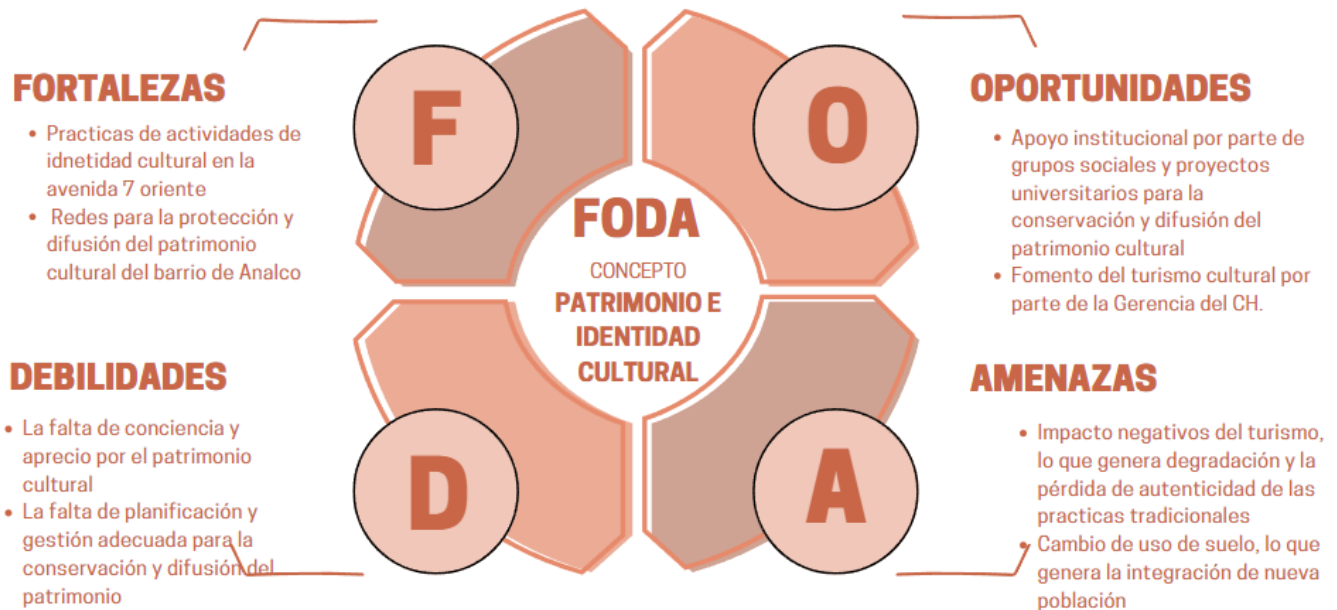 FORTALEZAS
• Practicas de actividades de
idnetidad cultural en la
avenida 7 oriente
• Redes para la protección y
difusión del patrimonio
cultural del barrio de Analco
F
O
OPORTUNIDADES
• Apoyo institucional por parte de
grupos sociales y proyectos
universitarios para la
conservación y difusión del
patrimonio cultural
• Fomento del turismo cultural por
parte de la Gerencia del CH.
FODA
CONCEPTO
PATRIMONIO E
IDENTIDAD
CULTURAL
DEBILIDADES
• La falta de conciencia y
aprecio por el patrimonio
cultural
• La falta de planificación y
gestión adecuada para la
conservación y difusión del
patrimonio
D
A
AMENAZAS
• Impacto negativos del turismo,
lo que genera degradación y la
pérdida de autenticidad de las
practicas tradicionales
• Cambio de uso de suelo, lo que
genera la integración de nueva
población